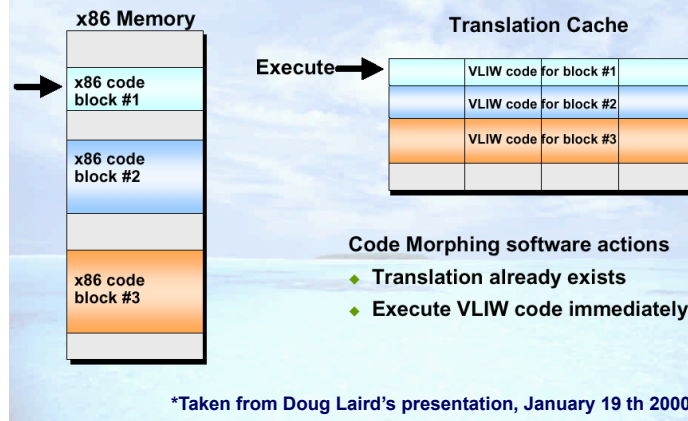 x86 Memory
x86 code
block #1
x86 code
block #2
x86 code
block #3
Translation Cache
Execute
VLIW code for block #1
VLIW code for block #2
VLIW code for block #3
Code Morphing software actions
Translation already exists
Execute VLIW code immediately
*Taken from Doug Laird's presentation, January 19 th 2000